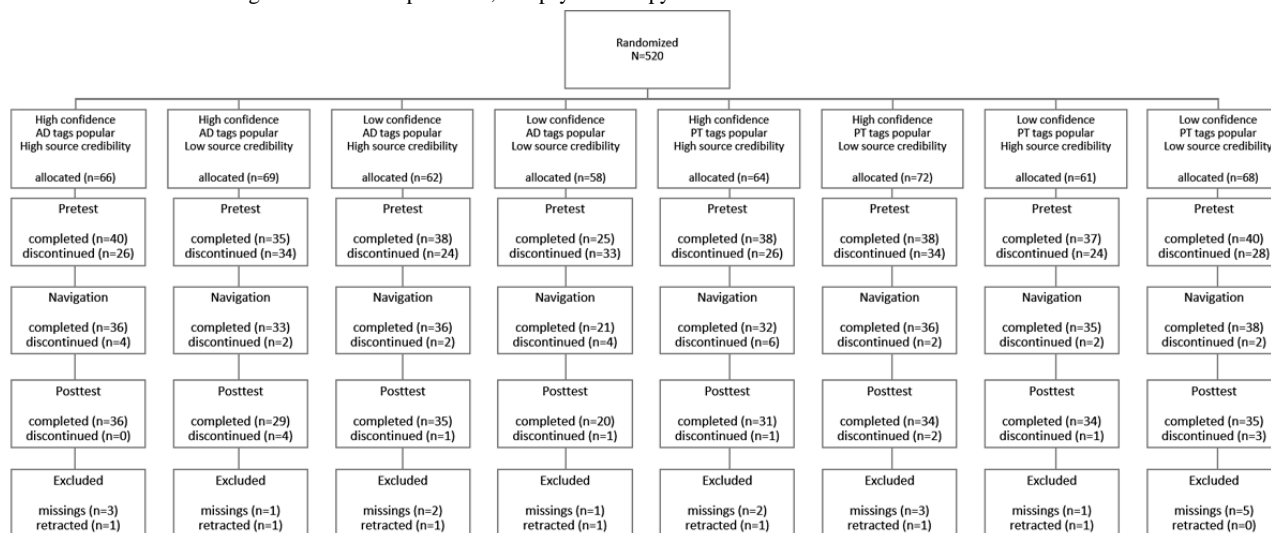 Randomized
N=520
High confidence
AD tags popular
High source credibility
allocated (n=66)
High confidence
AD tags popular
Low source credibility
allocated (n=69)
Low confidence
AD tags popular
High source credibility
allocated (n=62)
Low confidence
AD tags popular
Low source credibility
allocated (n=58)
High confidence
PT tags popular
High source credibility
allocated (n=64)
High confidence
PT tags popular
Low source credibility
allocated (n=72)
Low confidence
PT tags popular
High source credibility
allocated (n=61)
Low confidence
PT tags popular
Low source credibility
allocated (n=68)
Pretest
completed (n=40)
discontinued (n=26)
Pretest
completed (n=35)
discontinued (n=34)
Pretest
completed (n=38)
discontinued (n=24)
Pretest
completed (n=25)
discontinued (n=33)
Pretest
completed (n=38)
discontinued (n=26)
Pretest
completed (n=38)
discontinued (n=34)
Pretest
completed (n=37)
discontinued (n=24)
Pretest
completed (n=40)
discontinued (n=28)
Navigation
completed (n=36)
discontinued (n=4)
Navigation
completed (n=33)
discontinued (n=2)
Navigation
completed (n=36)
discontinued (n=2)
Navigation
completed (n=21)
discontinued (n=4)
Navigation
completed (n=32)
discontinued (n=6)
Navigation
completed (n=36)
discontinued (n=2)
Navigation
completed (n=35)
discontinued (n=2)
Navigation
completed (n=38)
discontinued (n=2)
Posttest
completed (n=36)
discontinued (n=0)
Posttest
completed (n=29)
discontinued (n=4)
Posttest
completed (n=35)
discontinued (n=1)
Posttest
completed (n=20)
discontinued (n=1)
Posttest
completed (n=31)
discontinued (n=1)
Posttest
completed (n=34)
discontinued (n=2)
Posttest
completed (n=34)
discontinued (n=1)
Posttest
completed (n=35)
discontinued (n=3)
Excluded
missings (n=3)
retracted (n=1)
Excluded
missings (n=1)
retracted (n=1)
Excluded
missings (n=2)
retracted (n=1)
Excluded
missings (n=1)
retracted (n=1)
Excluded
missings (n=2)
retracted (n=1)
Excluded
missings (n=3)
retracted (n=1)
Excluded
missings (n=1)
retracted (n=1)
Excluded
missings (n=5)
retracted (n=0)